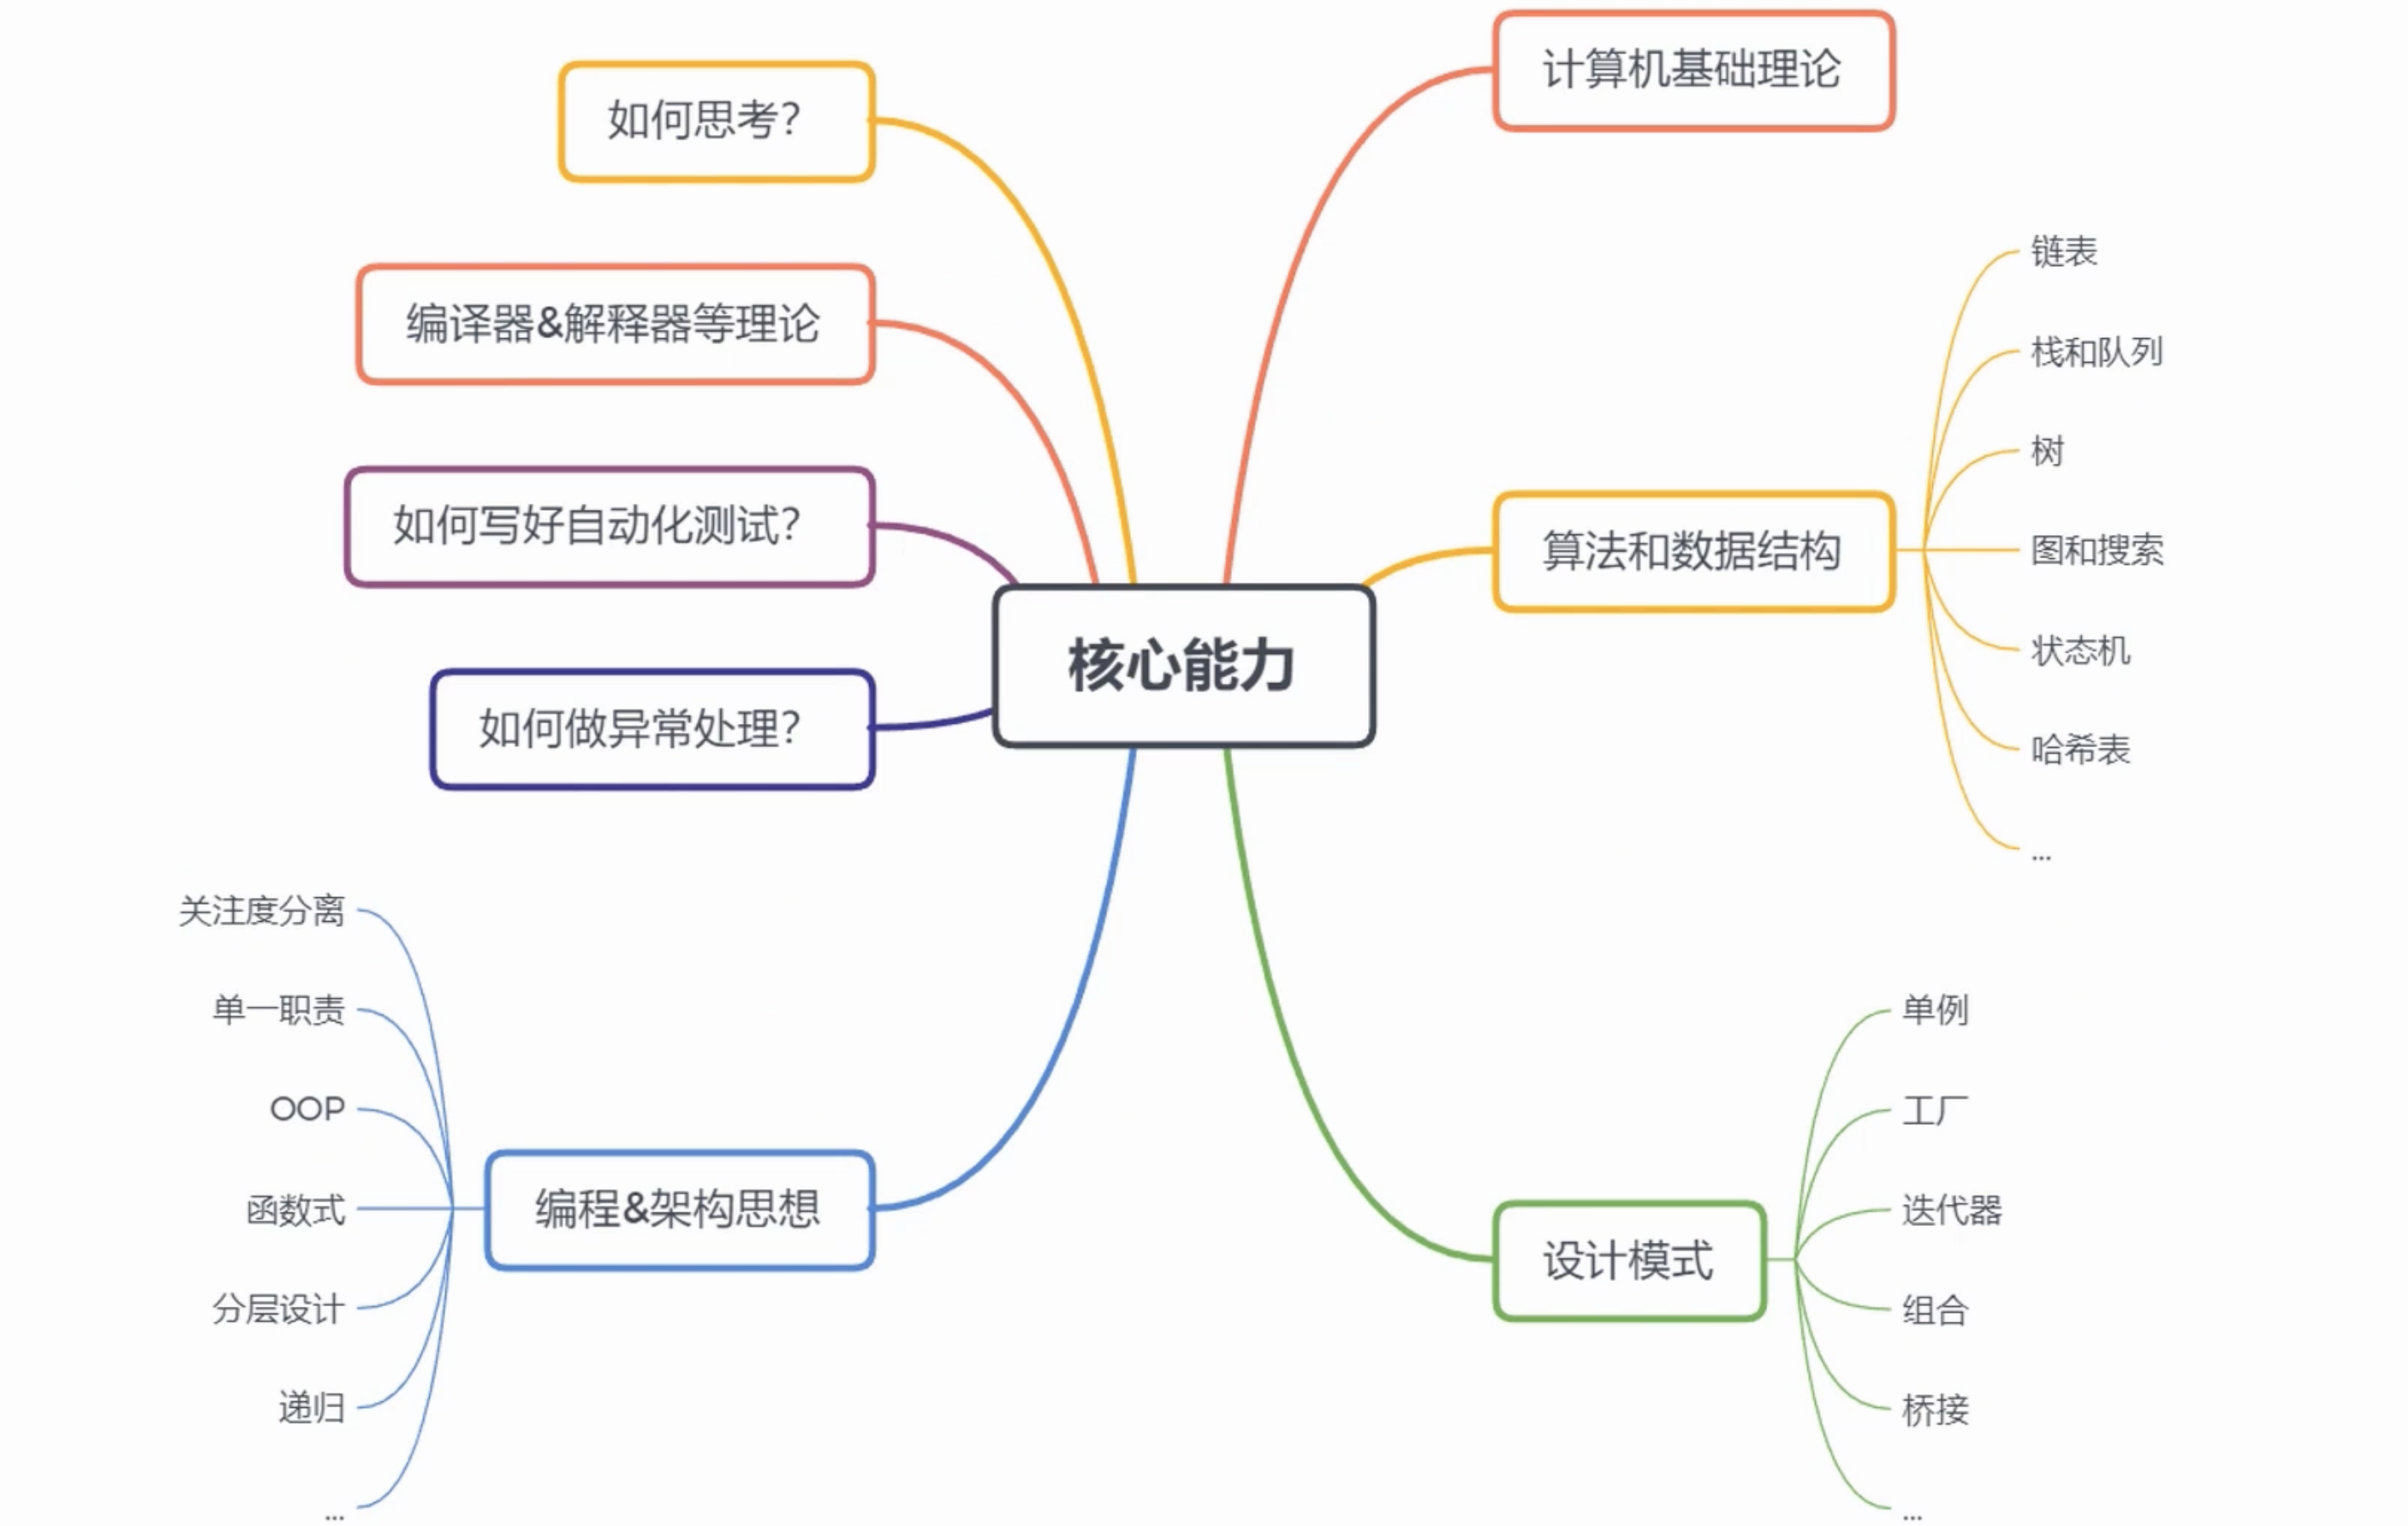 核心能力
计算机基础理论
算法和数据结构
链表
栈和队列
树
图和搜索
状态机
哈希表
...
设计模式
单例
工厂
迭代器
组合
桥接
...
如何思考?
编译器&解释器等理论
如何写好自动化测试?
如何做异常处理?
编程&架构思想
关注度分离
单一职责
OOP
函数式
分层设计
递归
...